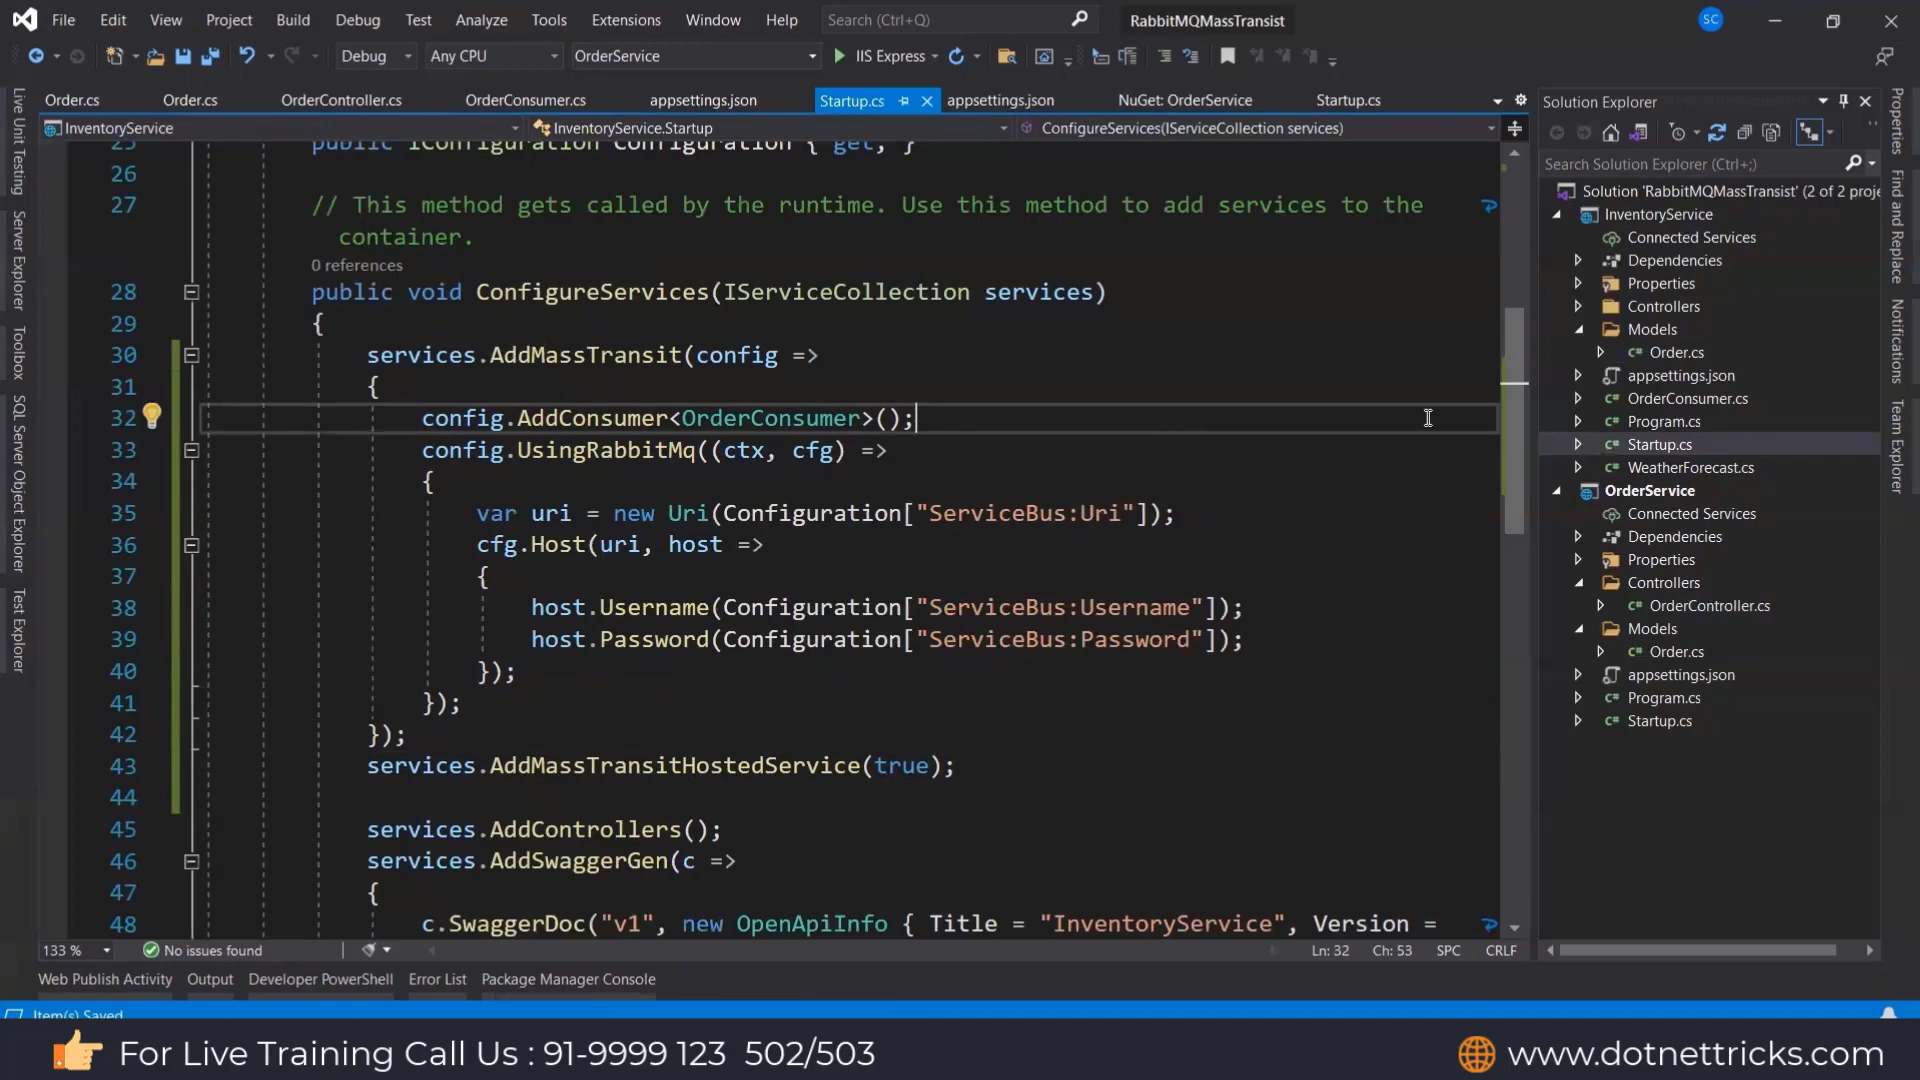 File Edit View Project Build Debug Test Analyze Tools Extensions Window Help Search (Ctrl+Q) RabbitMQMassTransist SC
Debug Any CPU OrderService IIS Express
Order.cs Order.cs OrderController.cs OrderConsumer.cs appsettings.json Startup.cs appsettings.json NuGet: OrderService Startup.cs
InventoryService InventoryService.Startup ConfigureServices(IServiceCollection services)
25 public IConfiguration Configuration { get; }
26
27 // This method gets called by the runtime. Use this method to add services to the
container.
0 references
28 public void ConfigureServices(IServiceCollection services)
29 {
30 services.AddMassTransit(config =>
31 {
32 config.AddConsumer<OrderConsumer>();
33 config.UsingRabbitMq((ctx, cfg) =>
34 {
35 var uri = new Uri(Configuration["ServiceBus:Uri"]);
36 cfg.Host(uri, host =>
37 {
38 host.Username(Configuration["ServiceBus:Username"]);
39 host.Password(Configuration["ServiceBus:Password"]);
40 });
41 });
42 });
43 services.AddMassTransitHostedService(true);
44
45 services.AddControllers();
46 services.AddSwaggerGen(c =>
47 {
48 c.SwaggerDoc("v1", new OpenApiInfo { Title = "InventoryService", Version =
133 % No issues found Ln: 32 Ch: 53 SPC CRLF
Web Publish Activity Output Developer PowerShell Error List Package Manager Console
Item(s) Saved
Live Unit Testing
Server Explorer
Toolbox
SQL Server Object Explorer
Test Explorer
Solution Explorer
Search Solution Explorer (Ctrl+;)
Solution 'RabbitMQMassTransist' (2 of 2 proje
InventoryService
Connected Services
Dependencies
Properties
Controllers
Models
Order.cs
appsettings.json
OrderConsumer.cs
Program.cs
Startup.cs
WeatherForecast.cs
OrderService
Connected Services
Dependencies
Properties
Controllers
OrderController.cs
Models
Order.cs
appsettings.json
Program.cs
Startup.cs
Properties
Find and Replace
Notifications
Team Explorer
For Live Training Call Us : 91-9999 123 502/503
www.dotnettricks.com